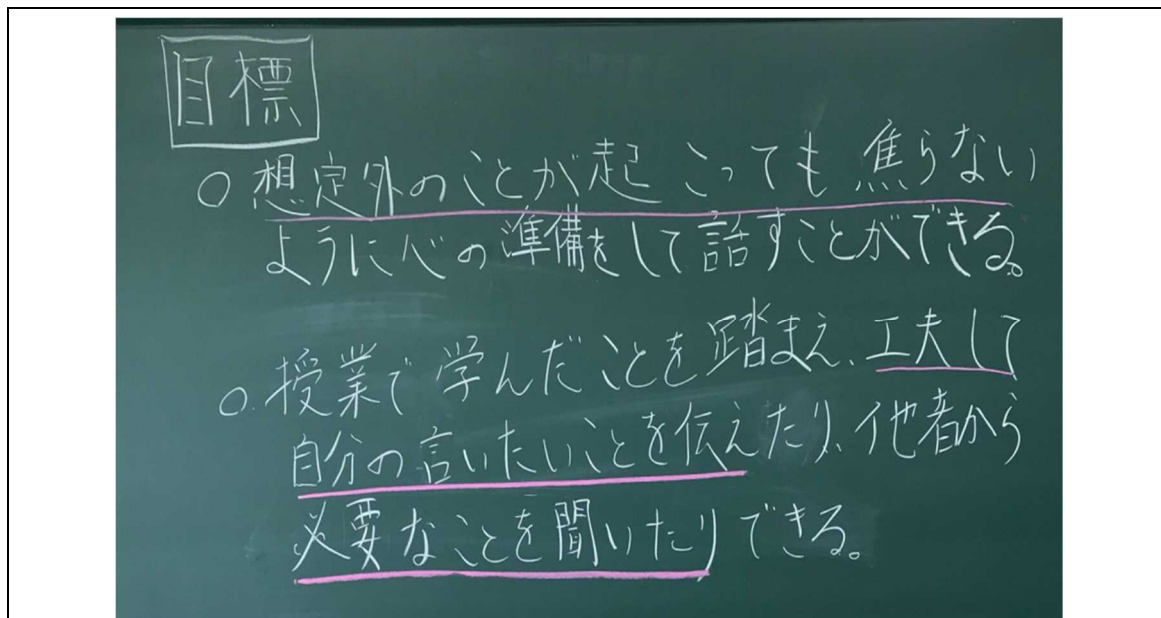 目標
○想定外のことが起こっても焦らない
ように心の準備をして話すことができる。
○授業で学んだことを踏まえ、工夫して
自分の言いたいことを伝えたり、他者から
必要なことを聞いたりできる。